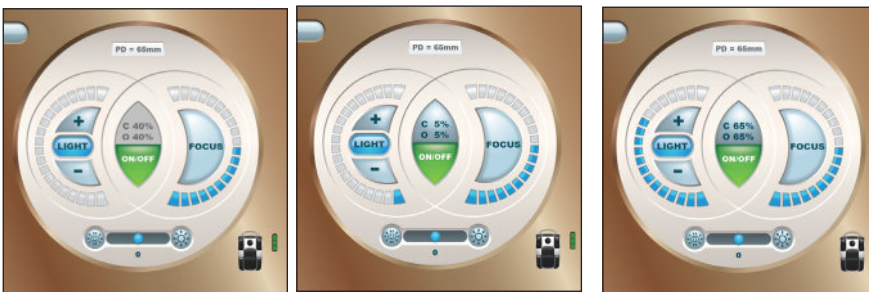 PD = 65mm
+
C 40%
O 40%
LIGHT
ON/OFF
FOCUS
-
0
PD = 65mm
+
C 5%
O 5%
LIGHT
ON/OFF
FOCUS
-
0
PD = 65mm
+
C 65%
O 65%
LIGHT
ON/OFF
FOCUS
-
0